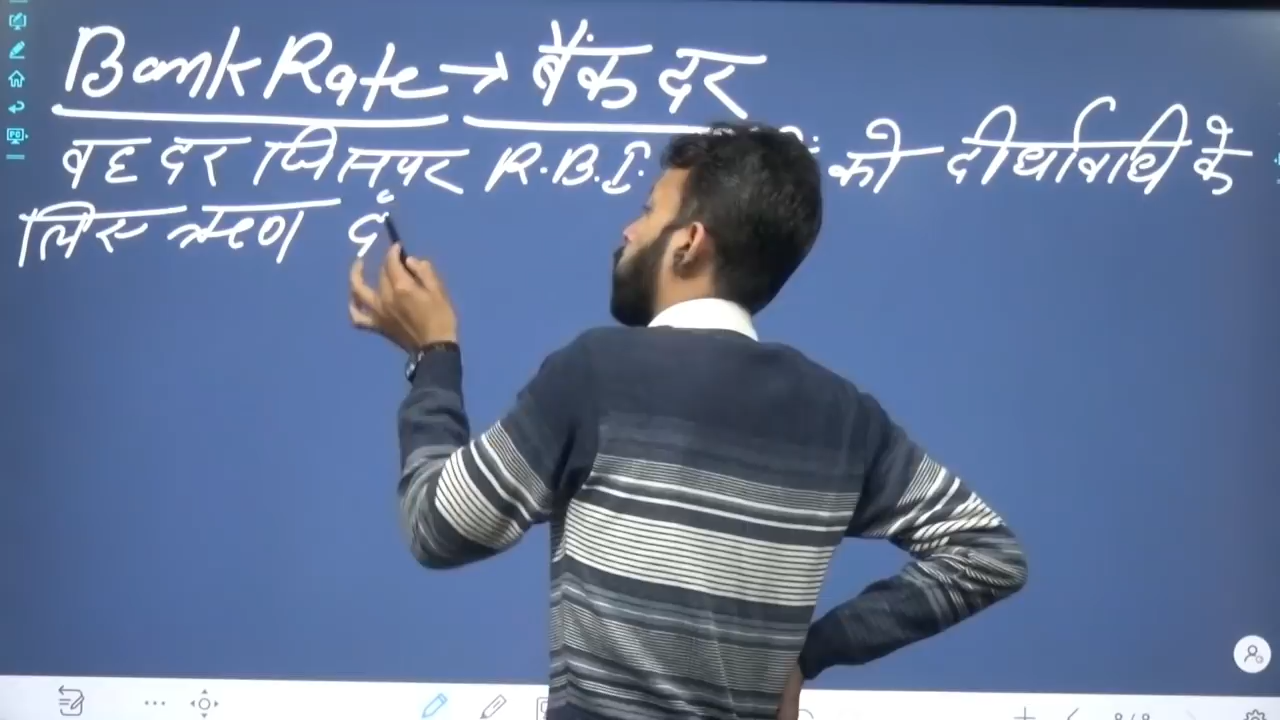 Bank Rate → बैंक दर
वह दर जिसपर R.B.I. को दीर्घावधि के
लिए ऋण दें